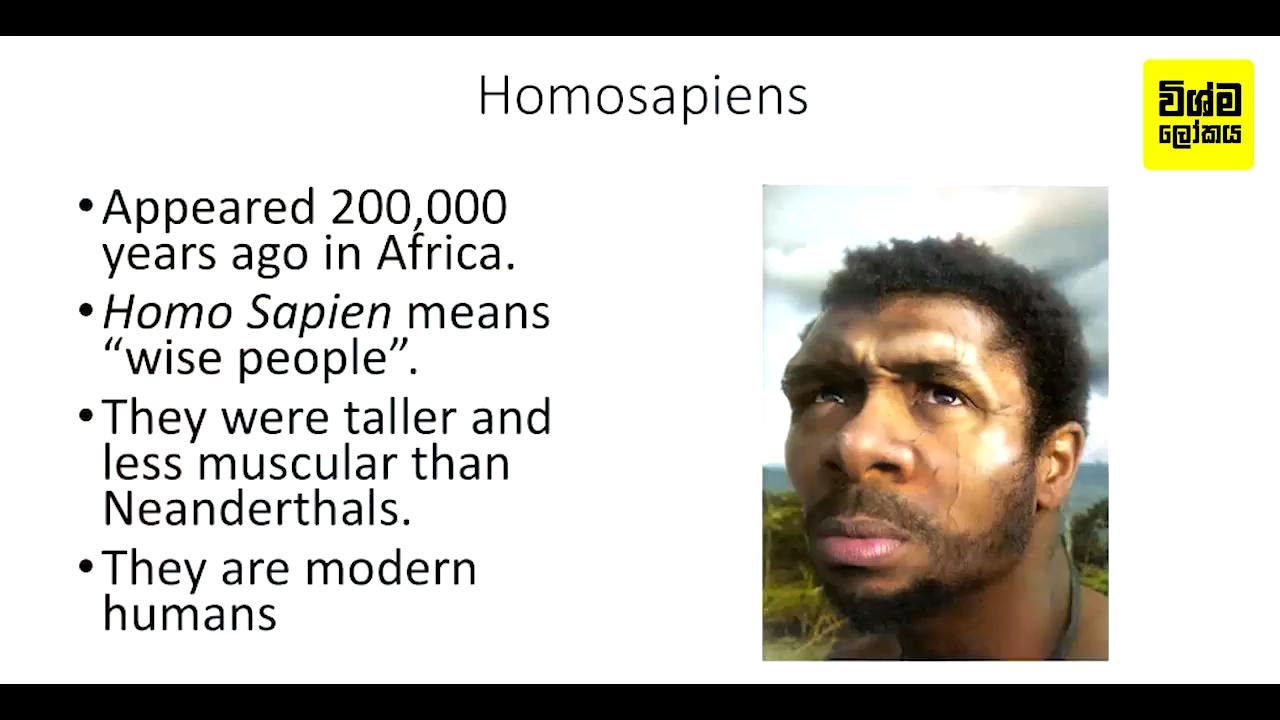 Homosapiens
විශ්ම
ලෝකය
•Appeared 200,000
years ago in Africa.
•Homo Sapien means
“wise people”.
•They were taller and
less muscular than
Neanderthals.
•They are modern
humans